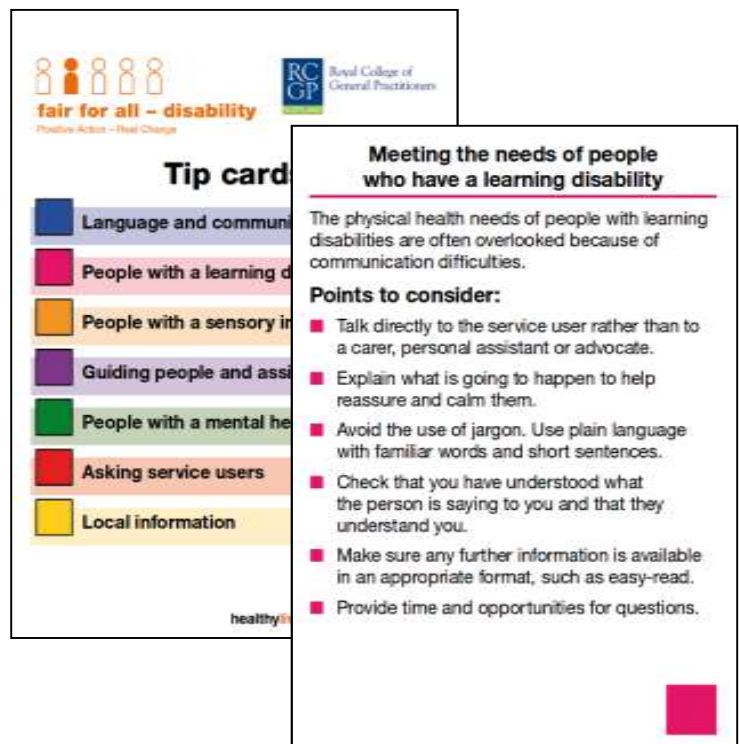 fair for all – disability
Positive Action – Real Change
RC
GP
Royal College of
General Practitioners
Tip card
Language and communi
People with a learning d
People with a sensory in
Guiding people and assi
People with a mental he
Asking service users
Local information
healthy
Meeting the needs of people
who have a learning disability
The physical health needs of people with learning
disabilities are often overlooked because of
communication difficulties.
Points to consider:
Talk directly to the service user rather than to
a carer, personal assistant or advocate.
Explain what is going to happen to help
reassure and calm them.
Avoid the use of jargon. Use plain language
with familiar words and short sentences.
Check that you have understood what
the person is saying to you and that they
understand you.
Make sure any further information is available
in an appropriate format, such as easy-read.
Provide time and opportunities for questions.